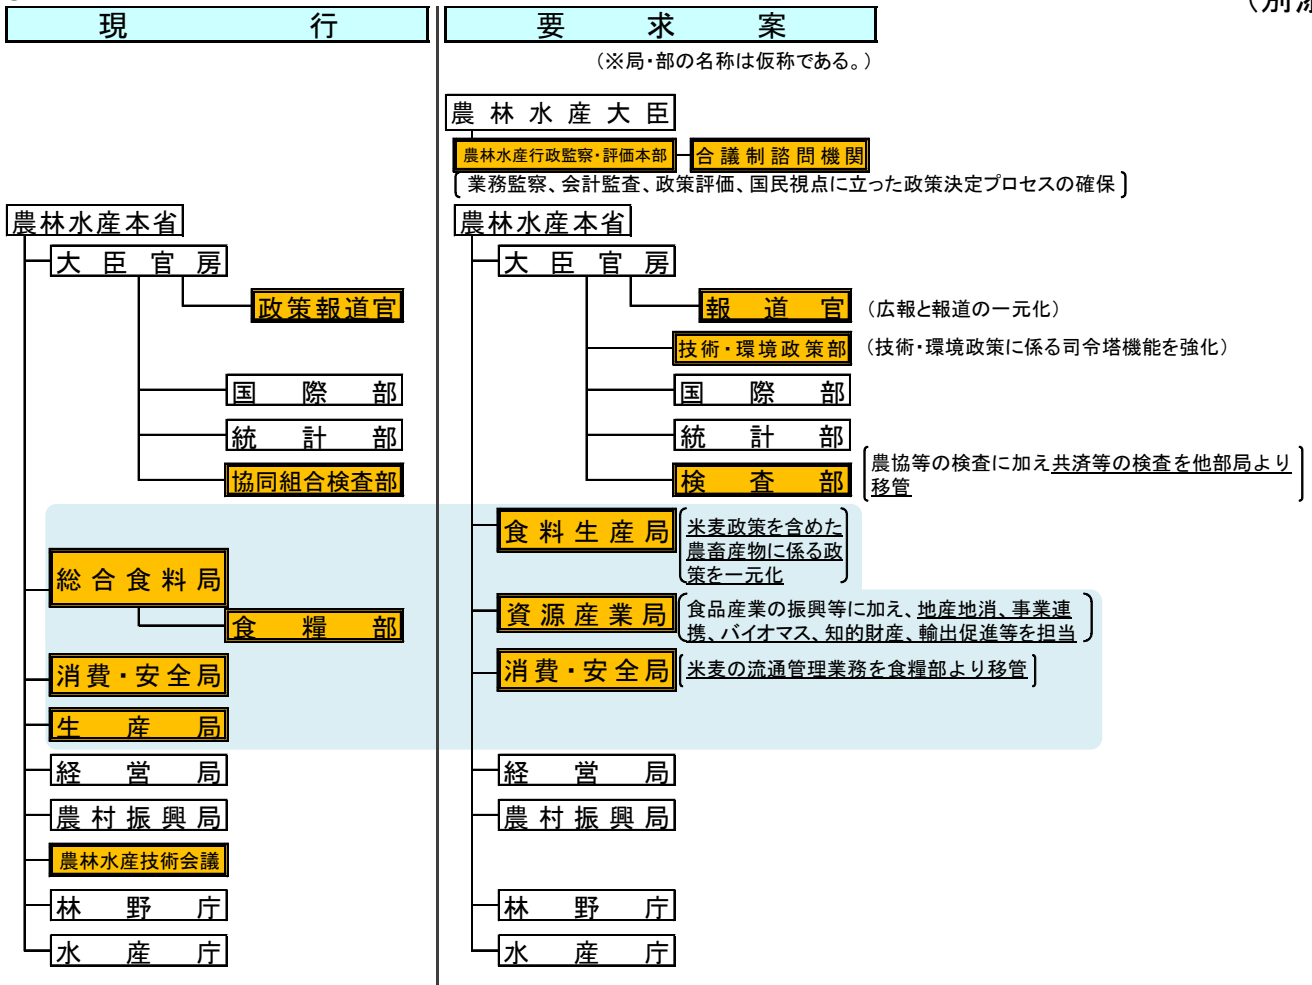 （別添
現行
要求案
（※局・部の名称は仮称である。）
農林水産大臣
農林水産行政監察・評価本部
合議制諮問機関
業務監察、会計監査、政策評価、国民視点に立った政策決定プロセスの確保
農林水産本省
大臣官房
政策報道官
国際部
統計部
協同組合検査部
総合食料局
食糧部
消費・安全局
生産局
経営局
農村振興局
農林水産技術会議
林野庁
水産庁
農林水産本省
大臣官房
報道官
（広報と報道の一元化）
技術・環境政策部
（技術・環境政策に係る司令塔機能を強化）
国際部
統計部
検査部
農協等の検査に加え共済等の検査を他部局より
移管
食料生産局
米麦政策を含めた
農畜産物に係る政
策を一元化
資源産業局
食品産業の振興等に加え、地産地消、事業連
携、バイオマス、知的財産、輸出促進等を担当
消費・安全局
米麦の流通管理業務を食糧部より移管
経営局
農村振興局
林野庁
水産庁